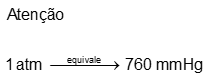 Atenção
1 atm equivale → 760 mmHg